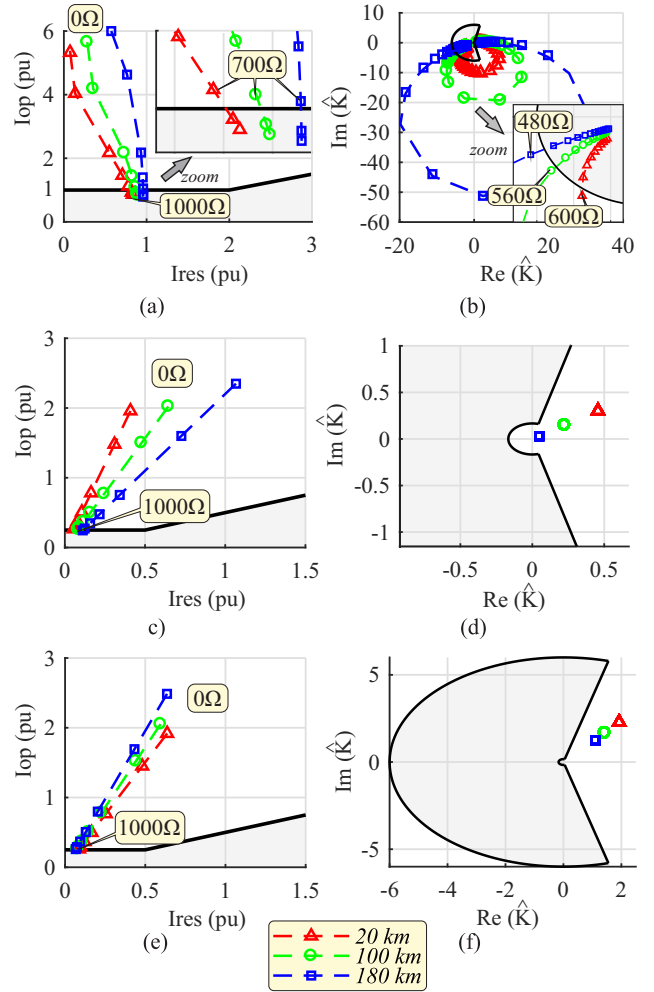 0Ω
700Ω
zoom
1000Ω
6
5
4
3
2
1
0
0
1
2
3
Iop (pu)
Ires (pu)
(a)
10
0
-10
-20
-30
-40
-50
-60
-20
0
20
40
Im (K̂)
Re (K̂)
zoom
480Ω
560Ω
600Ω
(b)
3
2
1
0
0
0.5
1
1.5
Iop (pu)
0Ω
1000Ω
Ires (pu)
c)
1
0.5
0
-0.5
-1
-0.5
0
0.5
Im (K̂)
Re (K̂)
(d)
3
2
1
0
0
0.5
1
1.5
Iop (pu)
0Ω
1000Ω
Ires (pu)
(e)
5
0
-5
-6
-4
-2
0
2
Im (K̂)
Re (K̂)
(f)
20 km
100 km
180 km